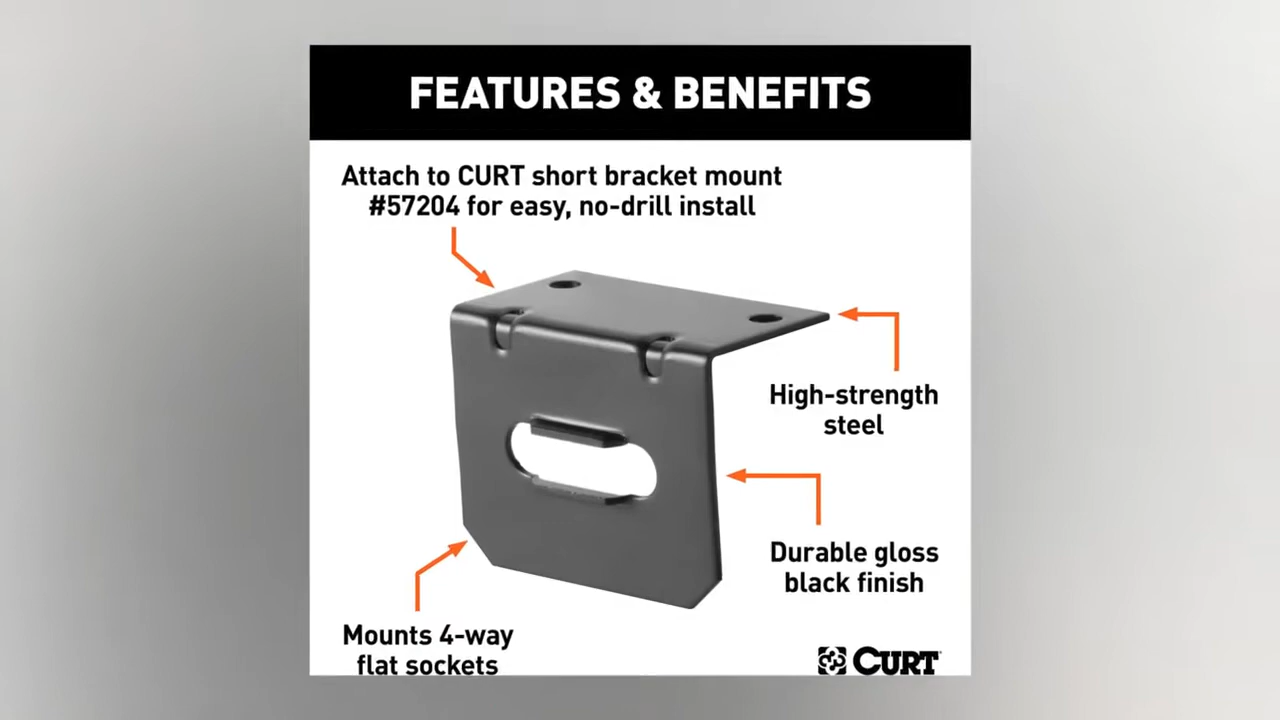 FEATURES & BENEFITS
Attach to CURT short bracket mount
#57204 for easy, no-drill install
High-strength
steel
Durable gloss
black finish
Mounts 4-way
flat sockets
CURT